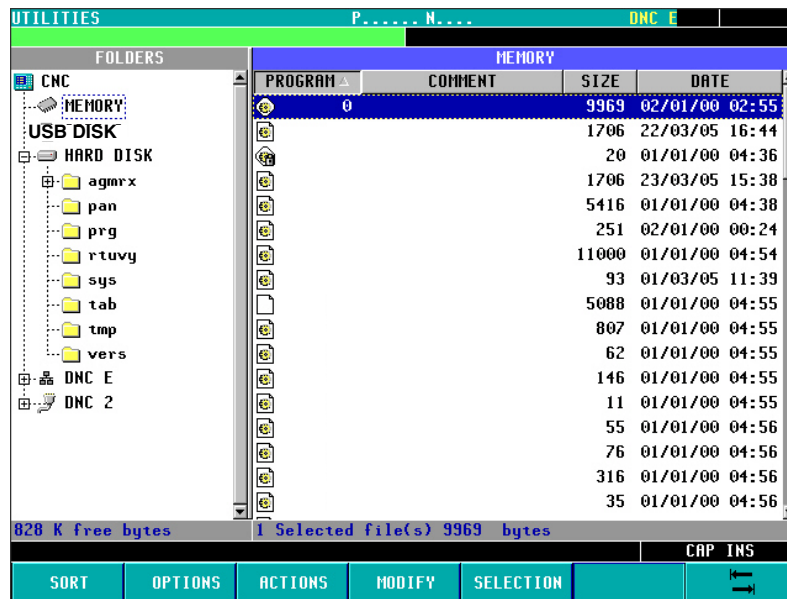 UTILITIES P...... N.... DNC E
FOLDERS MEMORY
CNC PROGRAM COMMENT SIZE DATE
MEMORY 0 9969 02/01/00 02:55
USB DISK 1706 22/03/05 16:44
HARD DISK 20 01/01/00 04:36
agmrx 1706 23/03/05 15:38
pan 5416 01/01/00 04:38
prg 251 02/01/00 00:24
rtuvy 11000 01/01/00 04:54
sys 93 01/03/05 11:39
tab 5088 01/01/00 04:55
tmp 807 01/01/00 04:55
vers 62 01/01/00 04:55
DNC E 146 01/01/00 04:55
DNC 2 11 01/01/00 04:55
55 01/01/00 04:56
76 01/01/00 04:56
316 01/01/00 04:56
35 01/01/00 04:56
828 K free bytes 1 Selected file(s) 9969 bytes
CAP INS
SORT OPTIONS ACTIONS MODIFY SELECTION